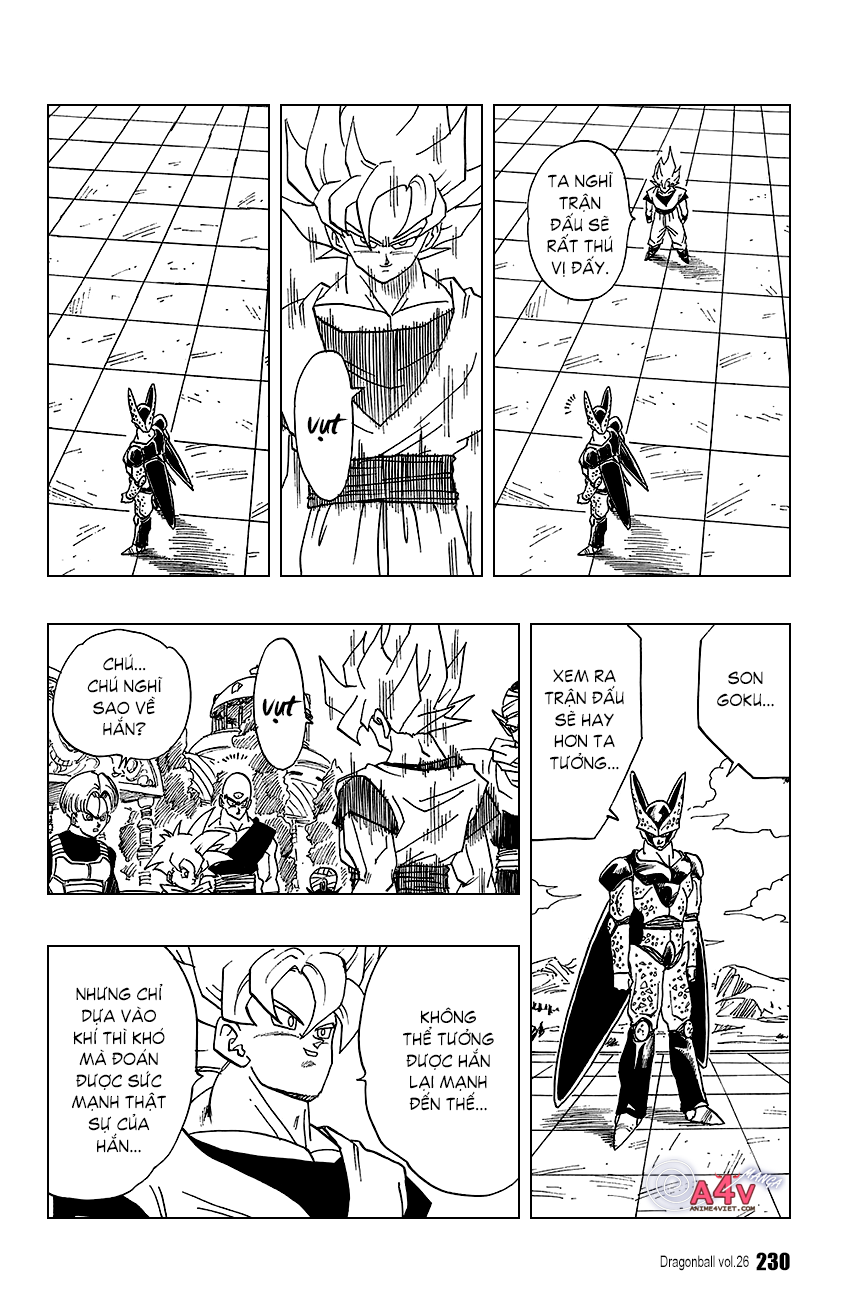 TA NGHĨ
TRẬN
ĐẤU SẼ
RẤT THÚ
VỊ ĐẤY.
VỤT
SON
GOKU...
XEM RA
TRẬN ĐẤU
SẼ HAY
HƠN TA
TƯỞNG...
VỤT
CHÚ...
CHÚ NGHĨ
SAO VỀ
HẮN?
KHÔNG
THỂ TƯỞNG
ĐƯỢC HẮN
LẠI MẠNH
ĐẾN THẾ...
NHƯNG CHỈ
DỰA VÀO
KHÍ THÌ KHÓ
MÀ ĐOÁN
ĐƯỢC SỨC
MẠNH THẬT
SỰ CỦA
HẮN...
A4V Manga
ANIME4VIET.COM
Dragonball vol.26 230